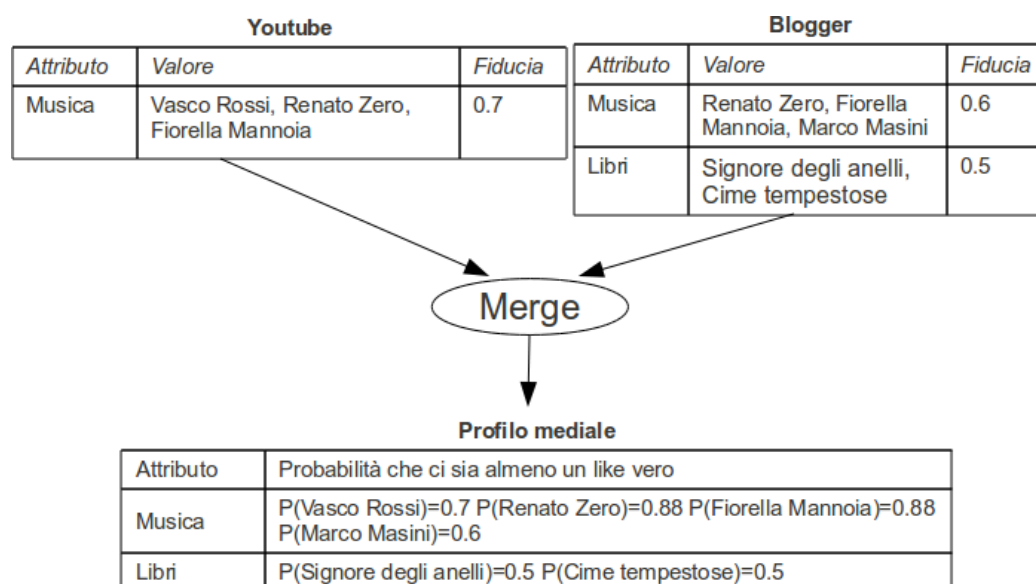 Youtube
Attributo Valore Fiducia
Musica Vasco Rossi, Renato Zero, 0.7
Fiorella Mannoia
Blogger
Attributo Valore Fiducia
Musica Renato Zero, Fiorella 0.6
Mannoia, Marco Masini
Libri Signore degli anelli, 0.5
Cime tempestose
Merge
Profilo mediale
Attributo Probabilità che ci sia almeno un like vero
Musica P(Vasco Rossi)=0.7 P(Renato Zero)=0.88 P(Fiorella Mannoia)=0.88
P(Marco Masini)=0.6
Libri P(Signore degli anelli)=0.5 P(Cime tempestose)=0.5